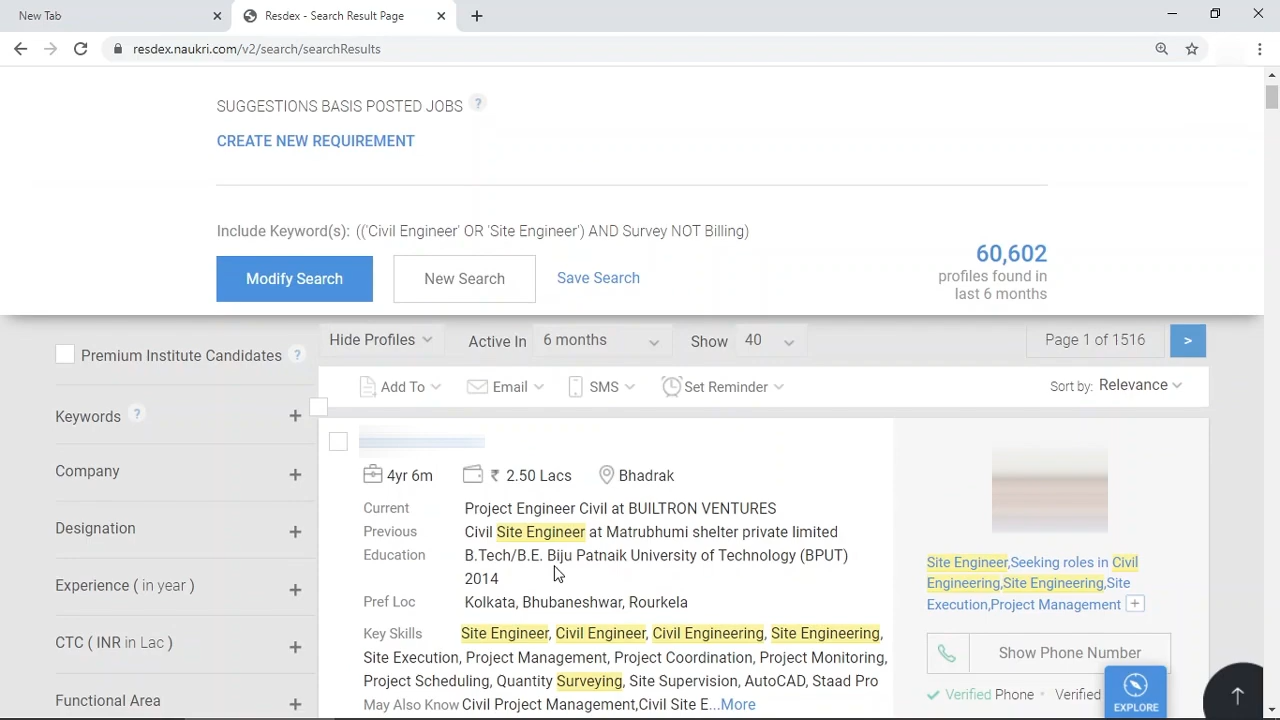 New Tab
Resdex - Search Result Page
resdex.naukri.com/v2/search/searchResults
SUGGESTIONS BASIS POSTED JOBS ?
CREATE NEW REQUIREMENT
Include Keyword(s): (('Civil Engineer' OR 'Site Engineer') AND Survey NOT Billing)
60,602
profiles found in
last 6 months
Modify Search New Search Save Search
Hide Profiles Active In 6 months Show 40 Page 1 of 1516 >
Premium Institute Candidates ?
Add To Email SMS Set Reminder Sort by: Relevance
Keywords ? +
Company +
Designation +
Experience ( in year ) +
CTC ( INR in Lac ) +
Functional Area +
4yr 6m ₹ 2.50 Lacs Bhadrak
Current Project Engineer Civil at BUILTRON VENTURES
Previous Civil Site Engineer at Matrubhumi shelter private limited
Education B.Tech/B.E. Biju Patnaik University of Technology (BPUT)
2014
Pref Loc Kolkata, Bhubaneshwar, Rourkela
Key Skills Site Engineer, Civil Engineer, Civil Engineering, Site Engineering,
Site Execution, Project Management, Project Coordination, Project Monitoring,
Project Scheduling, Quantity Surveying, Site Supervision, AutoCAD, Staad Pro
May Also Know Civil Project Management,Civil Site E...More
Site Engineer,Seeking roles in Civil
Engineering,Site Engineering,Site
Execution,Project Management +
Show Phone Number
Verified Phone Verified
EXPLORE